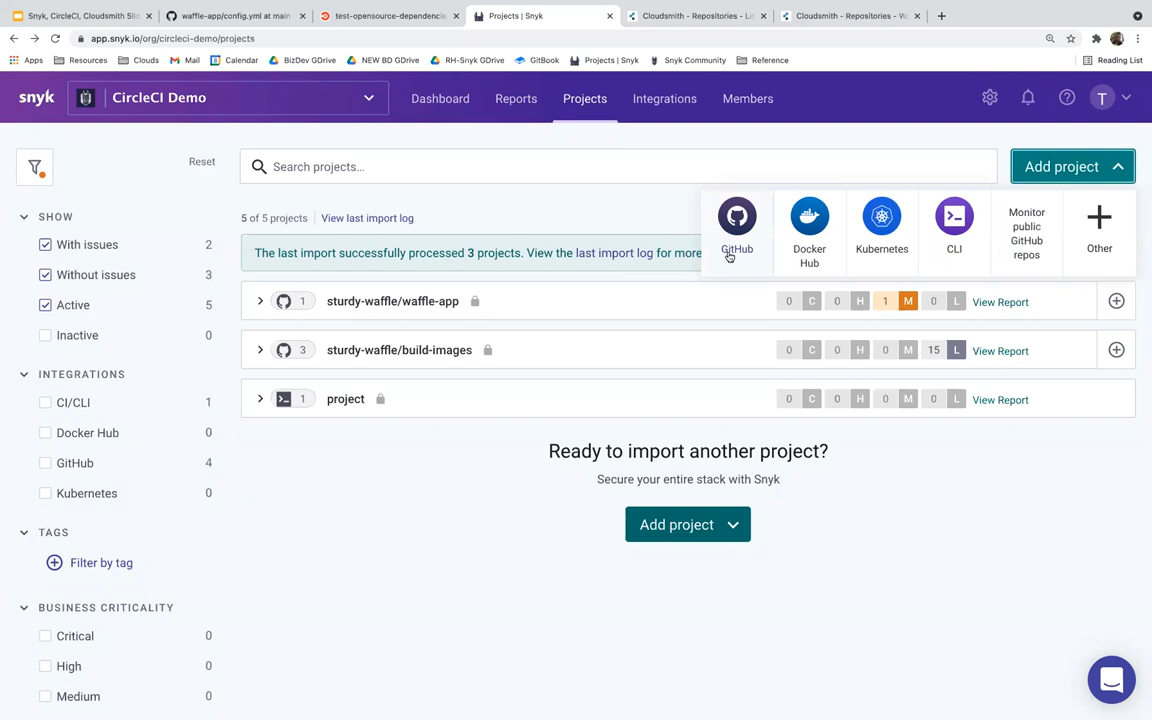 Snyk, CircleCI, Cloudsmith Slic
waffle-app/config.yml at main
test-opensource-dependencie
Projects | Snyk
Cloudsmith - Repositories - Li
Cloudsmith - Repositories - W
app.snyk.io/org/circleci-demo/projects
Apps Resources Clouds Mail Calendar BizDev GDrive NEW BD GDrive RH-Snyk GDrive GitBook Projects | Snyk Snyk Community Reference Reading List
snyk CircleCI Demo Dashboard Reports Projects Integrations Members T
Reset
Search projects...
Add project
GitHub
Docker
Hub
Kubernetes
CLI
Monitor
public
GitHub
repos
Other
5 of 5 projects View last import log
The last import successfully processed 3 projects. View the last import log for more
1 sturdy-waffle/waffle-app 0 C 0 H 1 M 0 L View Report
3 sturdy-waffle/build-images 0 C 0 H 0 M 15 L View Report
1 project 0 C 0 H 0 M 0 L View Report
Ready to import another project?
Secure your entire stack with Snyk
Add project
SHOW
With issues 2
Without issues 3
Active 5
Inactive 0
INTEGRATIONS
CI/CLI 1
Docker Hub 0
GitHub 4
Kubernetes 0
TAGS
Filter by tag
BUSINESS CRITICALITY
Critical 0
High 0
Medium 0